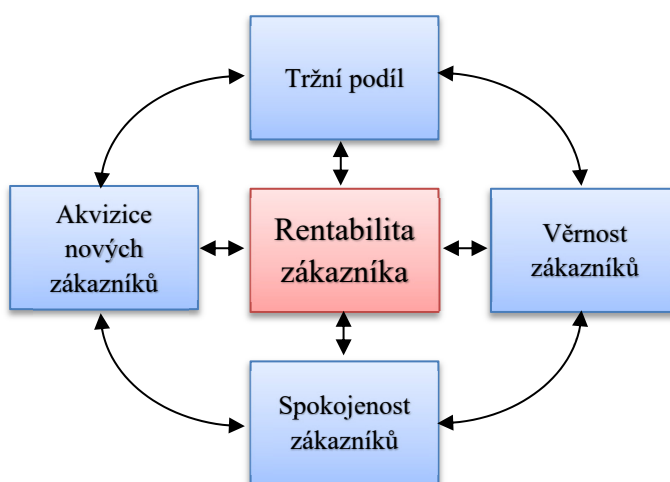 Tržní podíl
Akvizice
nových
zákazníků
Rentabilita
zákazníka
Věrnost
zákazníků
Spokojenost
zákazníků